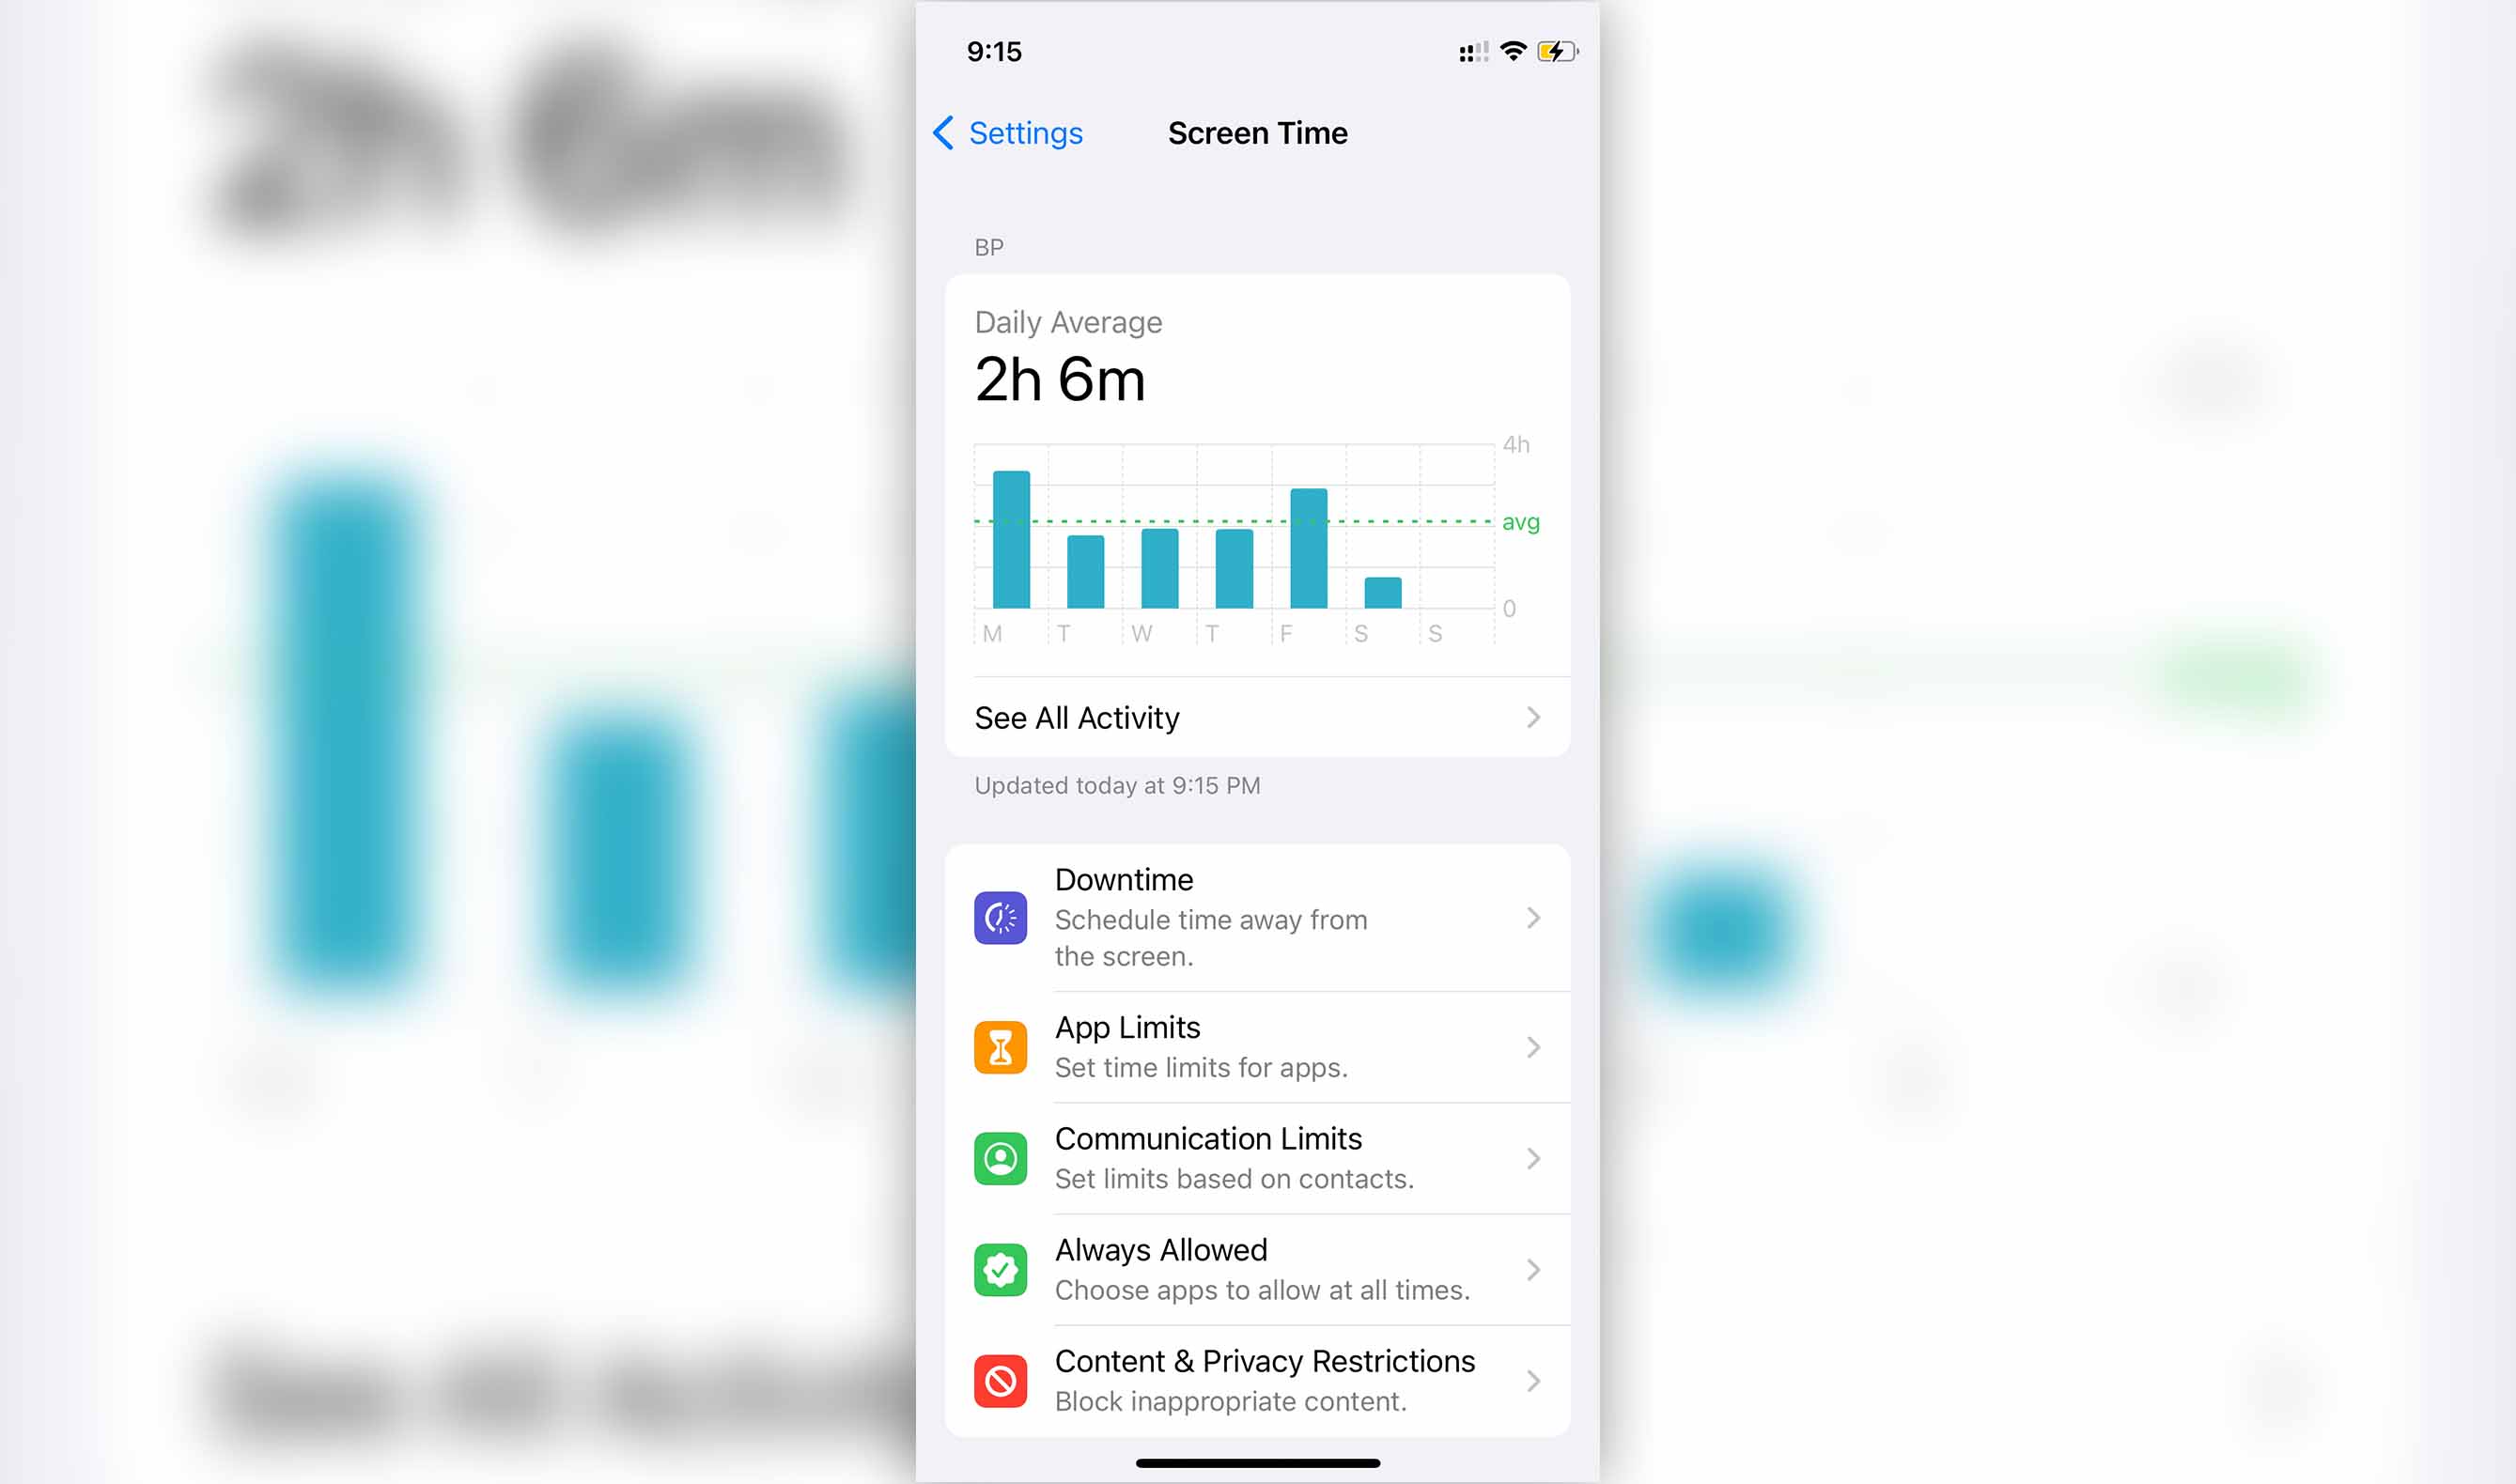 9:15
Settings
Screen Time
BP
Daily Average
2h 6m
4h
avg
0
M T W T F S S
See All Activity
Updated today at 9:15 PM
Downtime
Schedule time away from
the screen.
App Limits
Set time limits for apps.
Communication Limits
Set limits based on contacts.
Always Allowed
Choose apps to allow at all times.
Content & Privacy Restrictions
Block inappropriate content.